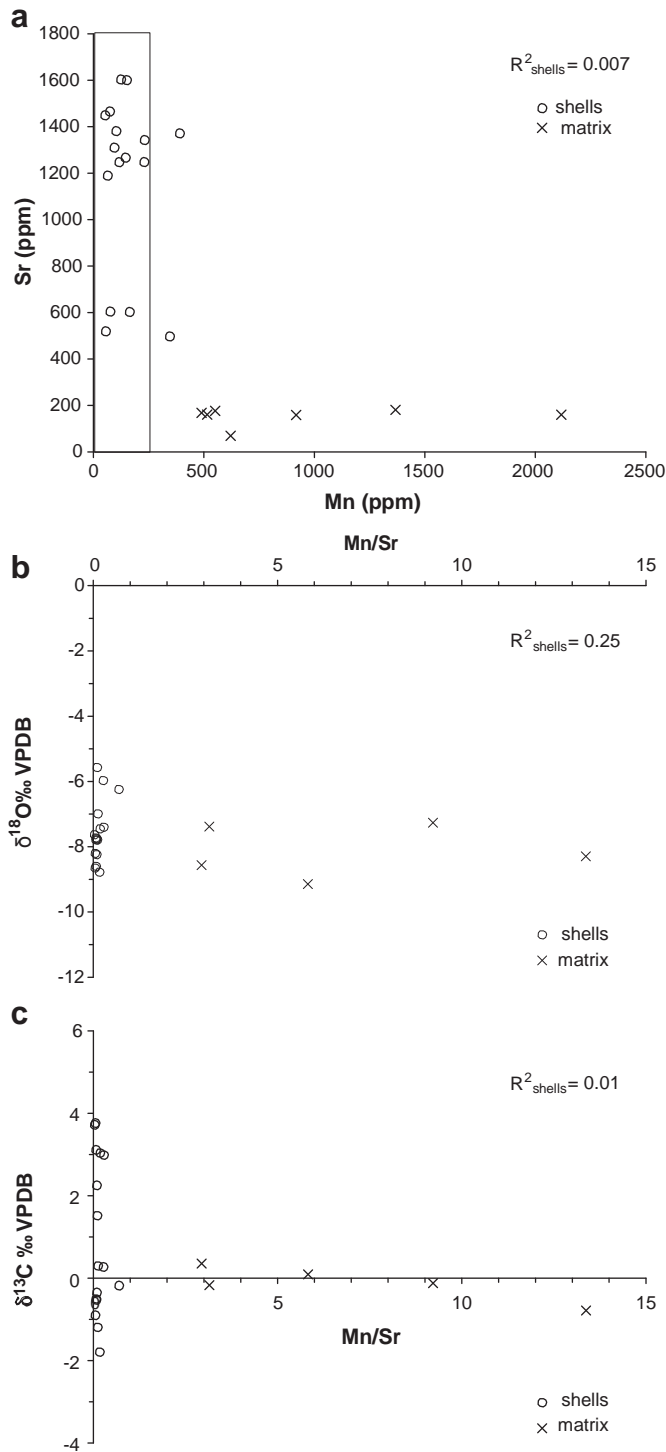 a
1800
1600
1400
1200
1000
800
600
400
200
0
Sr (ppm)
R²shells= 0.007
shells
matrix
0 500 1000 1500 2000 2500
Mn (ppm)
Mn/Sr
b
0 5 10 15
0
-2
-4
-6
-8
-10
-12
δ¹⁸O‰ VPDB
R²shells= 0.25
shells
matrix
c
6
4
2
0
-2
-4
δ¹³C ‰ VPDB
R²shells= 0.01
5 10 15
Mn/Sr
shells
matrix